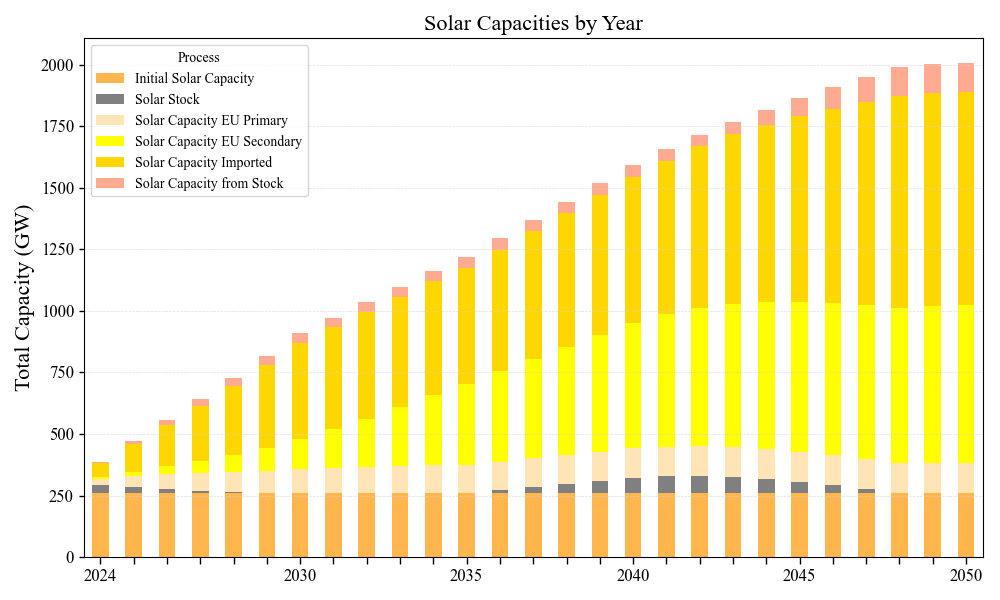 Solar Capacities by Year
Total Capacity (GW)
2000
1750
1500
1250
1000
750
500
250
0
Process
Initial Solar Capacity
Solar Stock
Solar Capacity EU Primary
Solar Capacity EU Secondary
Solar Capacity Imported
Solar Capacity from Stock
2024 2030 2035 2040 2045 2050